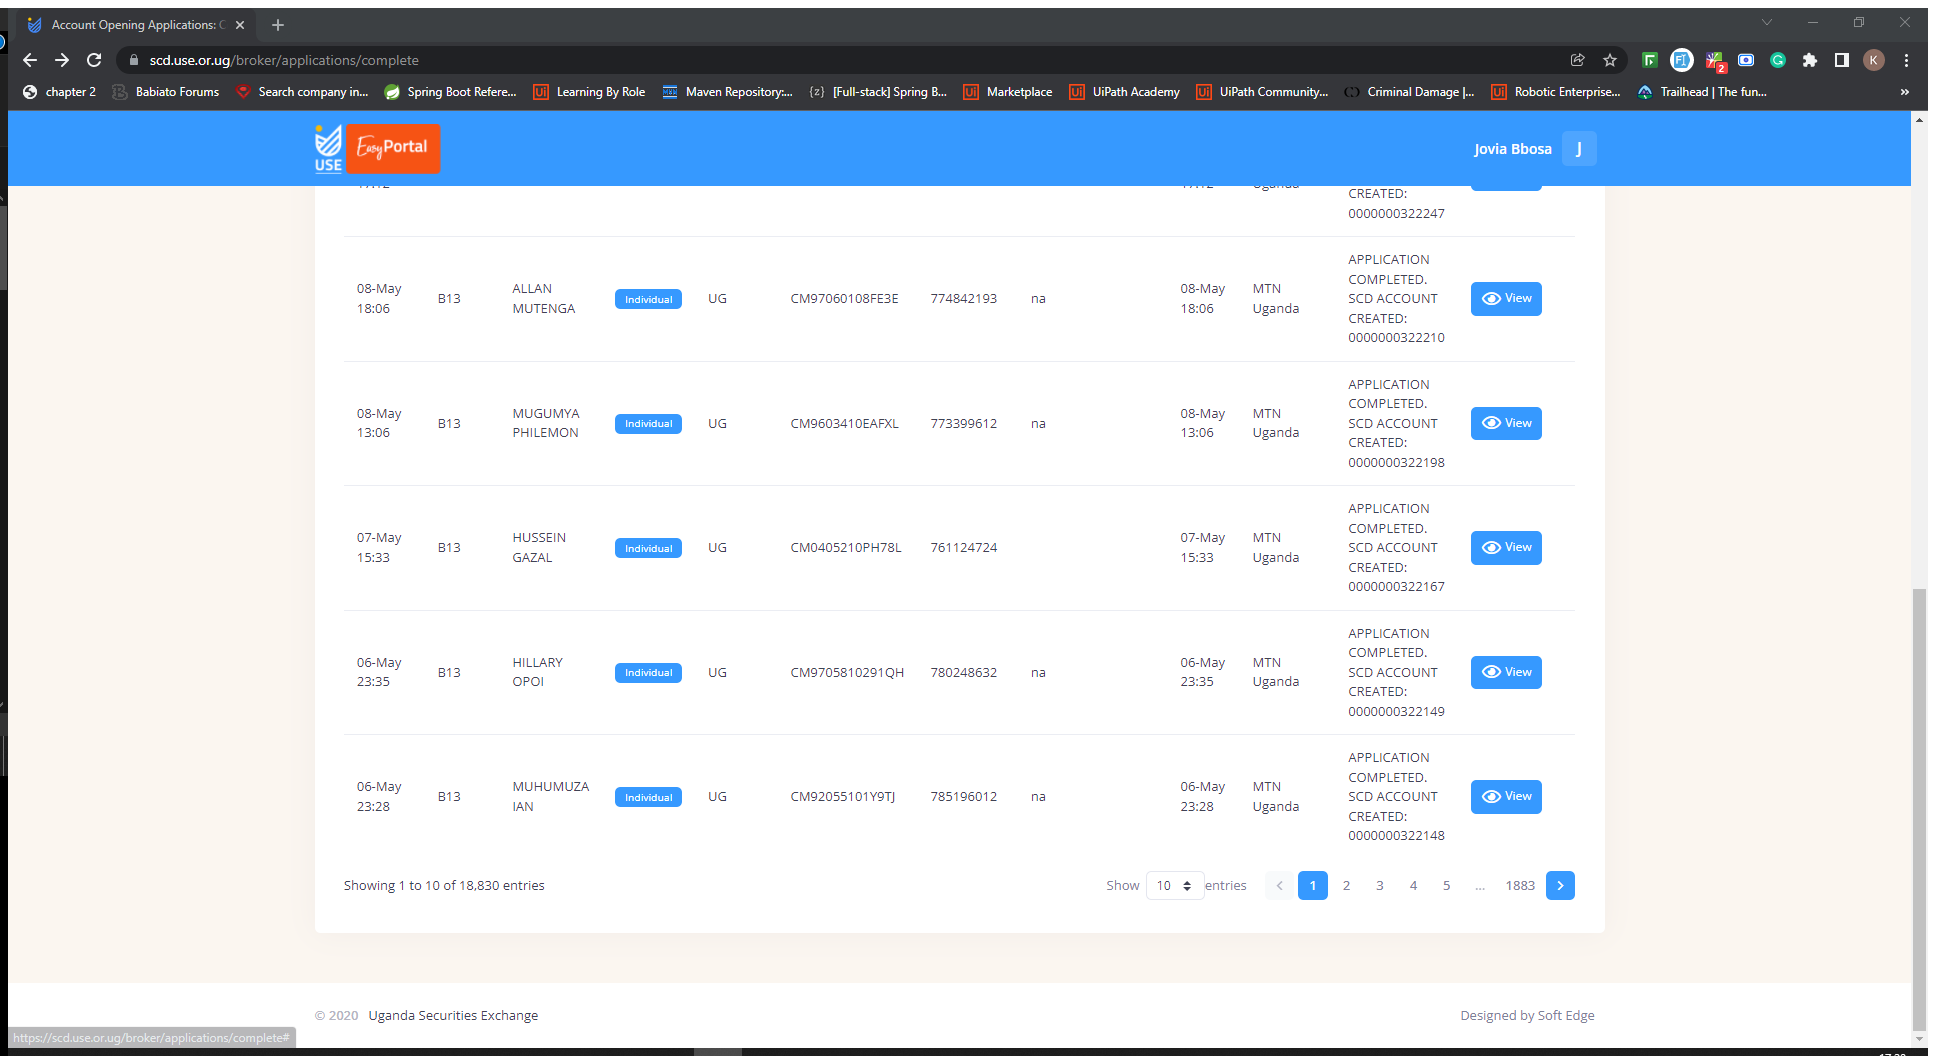 Account Opening Applications: C
scd.use.or.ug/broker/applications/complete
2
K
chapter 2
Babiato Forums
Search company in...
Spring Boot Refere...
Learning By Role
Maven Repository:...
[Full-stack] Spring B...
Marketplace
UiPath Academy
UiPath Community...
Criminal Damage |...
Robotic Enterprise...
Trailhead | The fun...
»
USE
Easy Portal
Jovia Bbosa
J
CREATED:
0000000322247
08-May
18:06
B13
ALLAN
MUTENGA
Individual
UG
CM97060108FE3E
774842193
na
08-May
18:06
MTN
Uganda
APPLICATION
COMPLETED.
SCD ACCOUNT
CREATED:
0000000322210
View
08-May
13:06
B13
MUGUMYA
PHILEMON
Individual
UG
CM9603410EAFXL
773399612
na
08-May
13:06
MTN
Uganda
APPLICATION
COMPLETED.
SCD ACCOUNT
CREATED:
0000000322198
View
07-May
15:33
B13
HUSSEIN
GAZAL
Individual
UG
CM0405210PH78L
761124724
07-May
15:33
MTN
Uganda
APPLICATION
COMPLETED.
SCD ACCOUNT
CREATED:
0000000322167
View
06-May
23:35
B13
HILLARY
OPOI
Individual
UG
CM9705810291QH
780248632
na
06-May
23:35
MTN
Uganda
APPLICATION
COMPLETED.
SCD ACCOUNT
CREATED:
0000000322149
View
06-May
23:28
B13
MUHUMUZA
IAN
Individual
UG
CM92055101Y9TJ
785196012
na
06-May
23:28
MTN
Uganda
APPLICATION
COMPLETED.
SCD ACCOUNT
CREATED:
0000000322148
View
Showing 1 to 10 of 18,830 entries
Show 10 entries
1 2 3 4 5 ... 1883
© 2020 Uganda Securities Exchange
Designed by Soft Edge
https://scd.use.or.ug/broker/applications/complete#